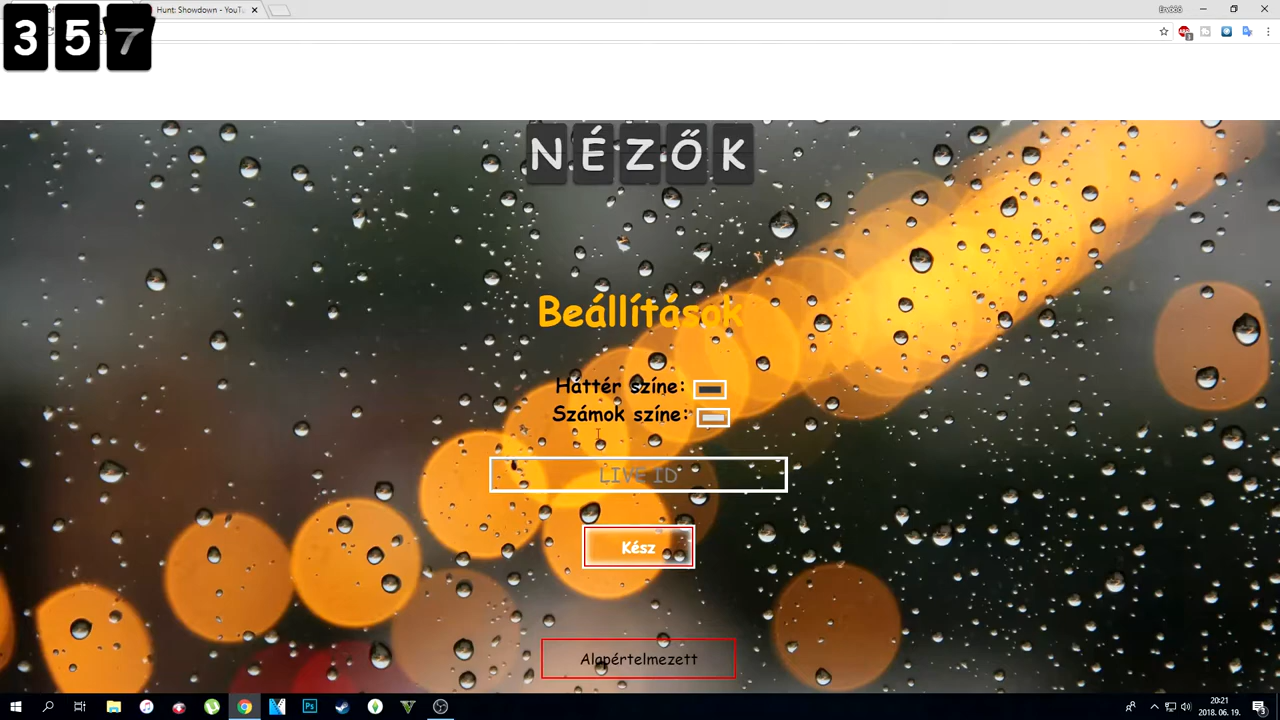 Hunt: Showdown - YouTu
357
NÉZŐK
Beállítások
Háttér színe:
Számok színe:
LIVE ID
Kész
Alapértelmezett
20:21
2018. 06. 19.